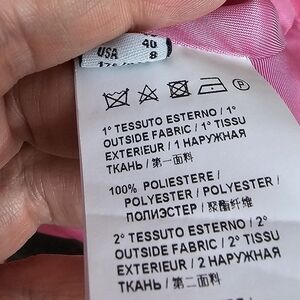 40
USA 8
P
1° TESSUTO ESTERNO / 1°
OUTSIDE FABRIC / 1° TISSU
EXTERIEUR / 1 НАРУЖНАЯ
ТКАНЬ / 第一面料
100% POLIESTERE /
POLYESTER / POLYESTER /
ПОЛИЭСТЕР / 聚酯纤维
2° TESSUTO ESTERNO / 2°
OUTSIDE FABRIC / 2° TISSU
EXTERIEUR / 2 НАРУЖНАЯ
ТКАНЬ / 第二面料